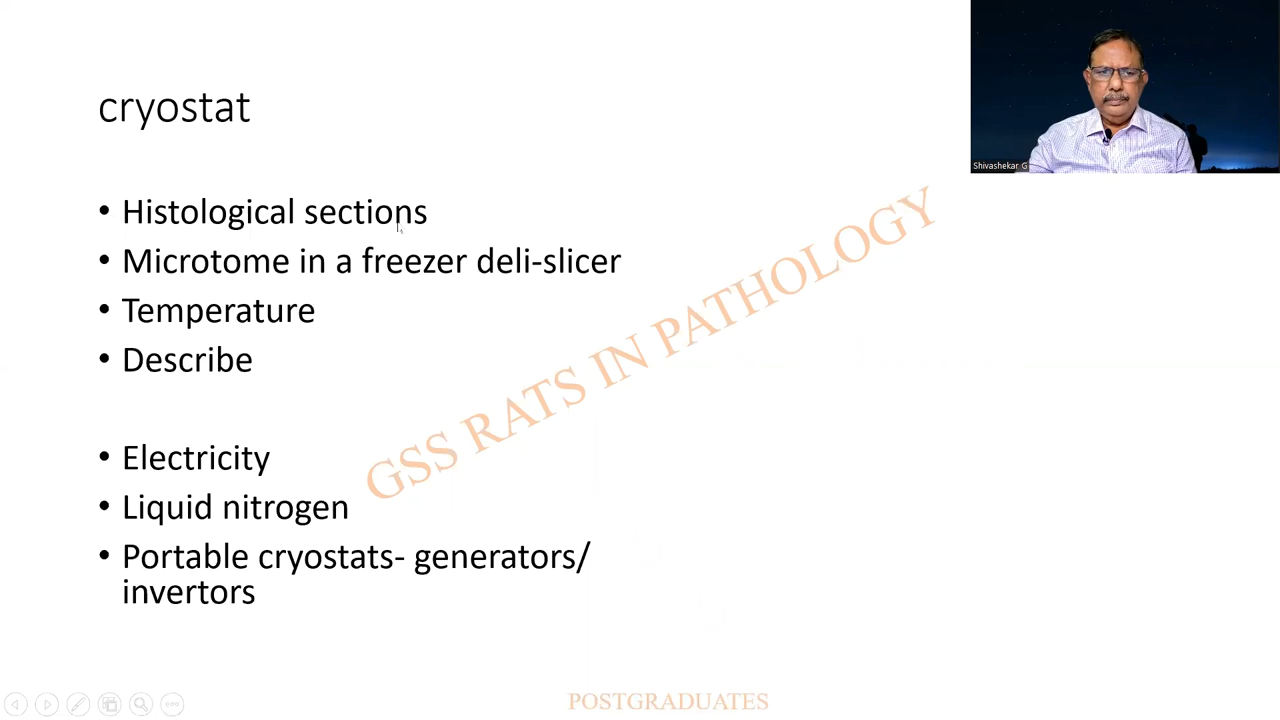 cryostat
Shivashekar G
• Histological sections
• Microtome in a freezer deli-slicer
• Temperature
• Describe
• Electricity
• Liquid nitrogen
• Portable cryostats- generators/
invertors
GSS RATS IN PATHOLOGY
POSTGRADUATES